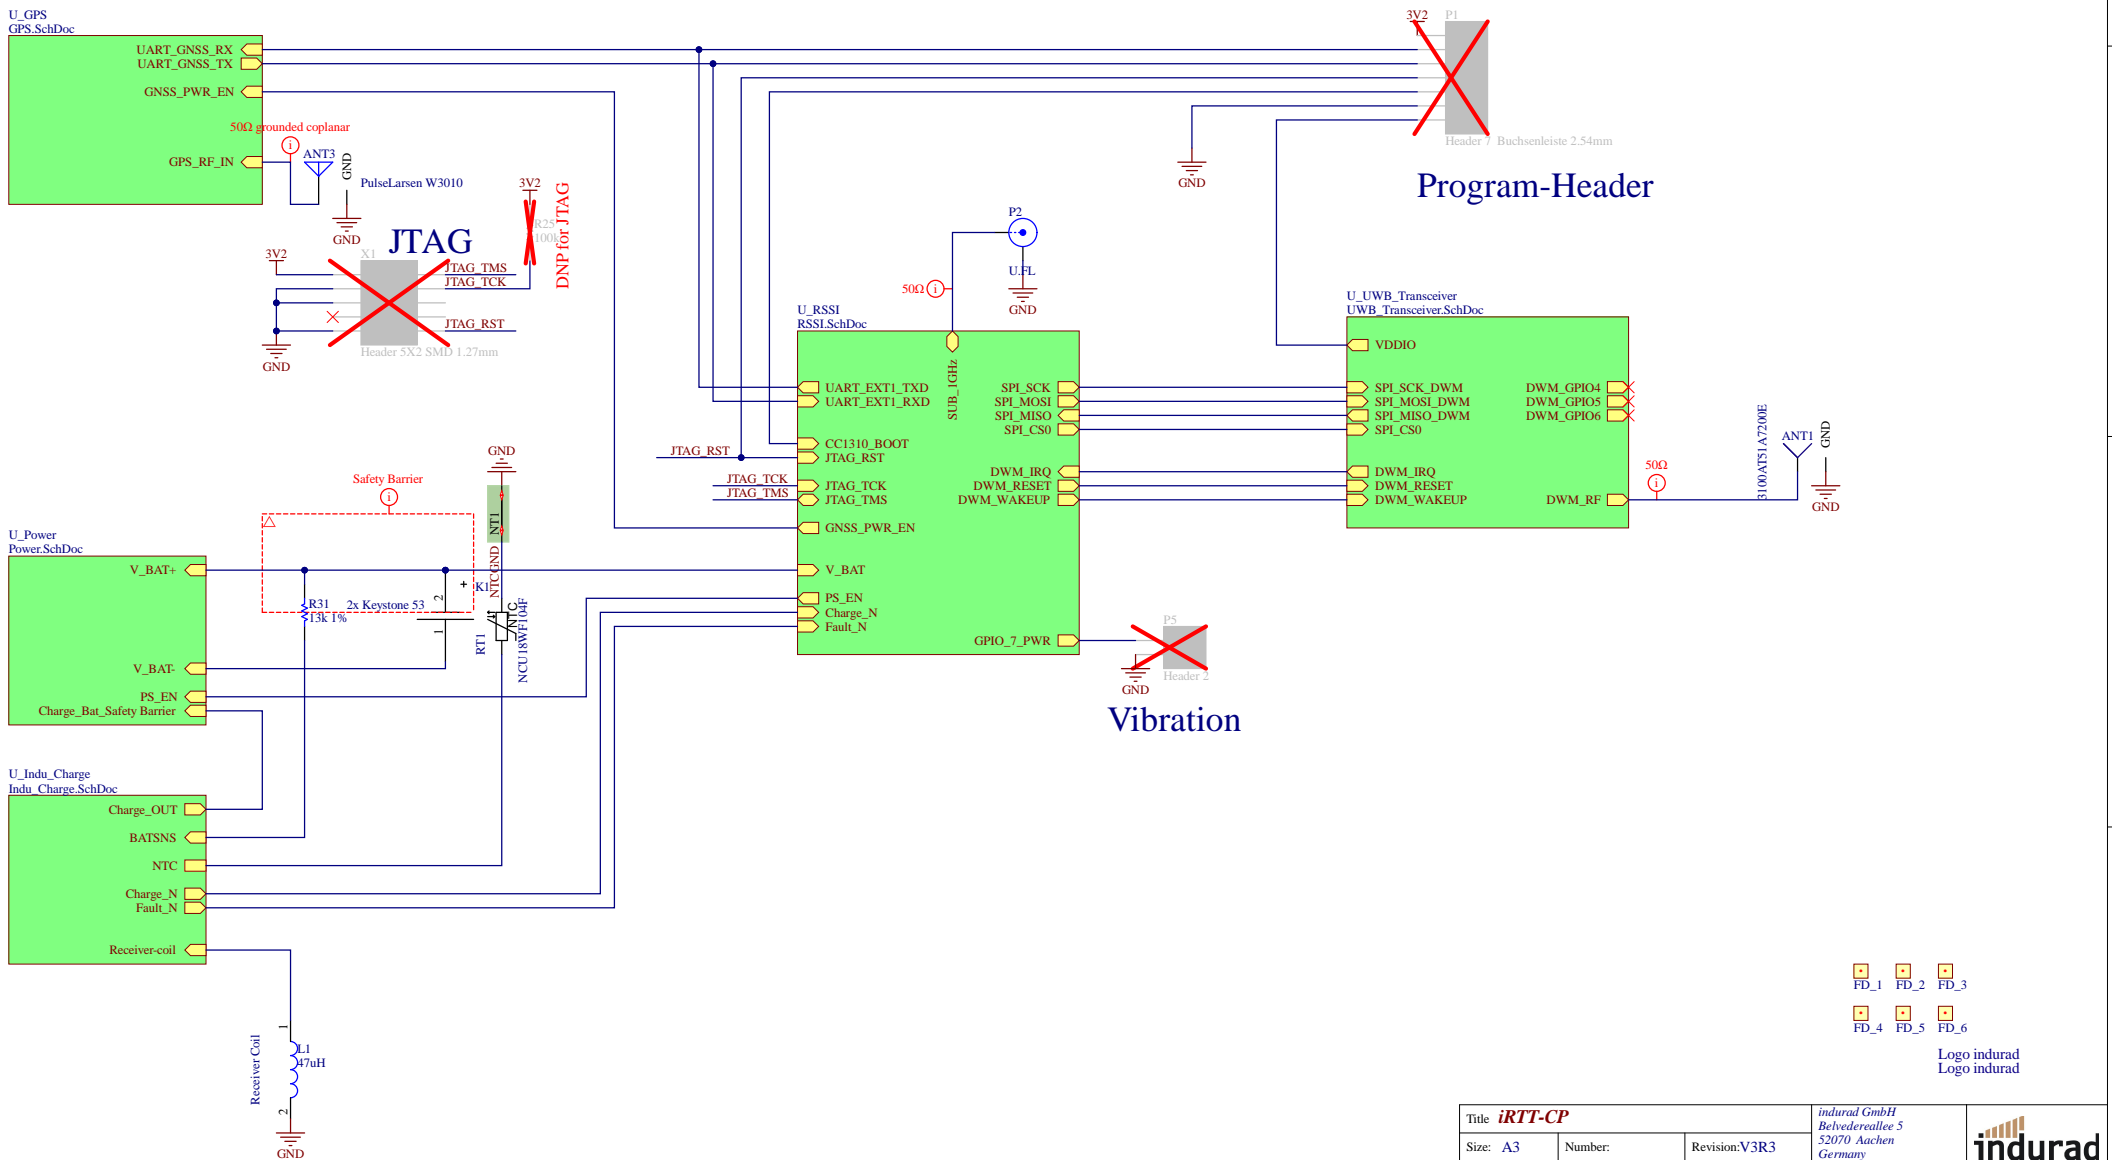 U_GPS
GPS.SchDoc
UART_GNSS_RX
UART_GNSS_TX
GNSS_PWR_EN
50Ω grounded coplanar
i
GPS_RF_IN
ANT3
GND
PulseLarsen W3010
GND
3V2
P1
Header 7 Buchsenleiste 2.54mm
GND
Program-Header
JTAG
3V2
R25
100k
DNP for JTAG
3V2
X1
JTAG_TMS
JTAG_TCK
JTAG_RST
Header 5X2 SMD 1.27mm
GND
P2
U.FL
50Ω
i
GND
U_RSSI
RSSI.SchDoc
SUB_1GHz
UART_EXT1_TXD
UART_EXT1_RXD
CC1310_BOOT
JTAG_RST
JTAG_RST
JTAG_TCK
JTAG_TCK
JTAG_TMS
JTAG_TMS
GNSS_PWR_EN
V_BAT
PS_EN
Charge_N
Fault_N
SPI_SCK
SPI_MOSI
SPI_MISO
SPI_CS0
DWM_IRQ
DWM_RESET
DWM_WAKEUP
GPIO_7_PWR
P5
Header 2
GND
Vibration
U_UWB_Transceiver
UWB_Transceiver.SchDoc
VDDIO
SPI_SCK_DWM
SPI_MOSI_DWM
SPI_MISO_DWM
SPI_CS0
DWM_IRQ
DWM_RESET
DWM_WAKEUP
DWM_GPIO4
DWM_GPIO5
DWM_GPIO6
DWM_RF
50Ω
i
3100AT51A7200E
ANT1
GND
GND
Safety Barrier
i
GND
NT1
NTCGND
U_Power
Power.SchDoc
V_BAT+
V_BAT-
PS_EN
Charge_Bat_Safety Barrier
R31
13k 1%
2x Keystone 53
2
1
+
K1
RT1
NTC
NCU18WF104F
U_Indu_Charge
Indu_Charge.SchDoc
Charge_OUT
BATSNS
NTC
Charge_N
Fault_N
Receiver-coil
Receiver Coil
1
L1
47uH
2
GND
FD_1 FD_2 FD_3
FD_4 FD_5 FD_6
Logo indurad
Logo indurad
Title iRTT-CP
Size: A3
Number:
Revision:V3R3
indurad GmbH
Belvedereallee 5
52070 Aachen
Germany
indurad